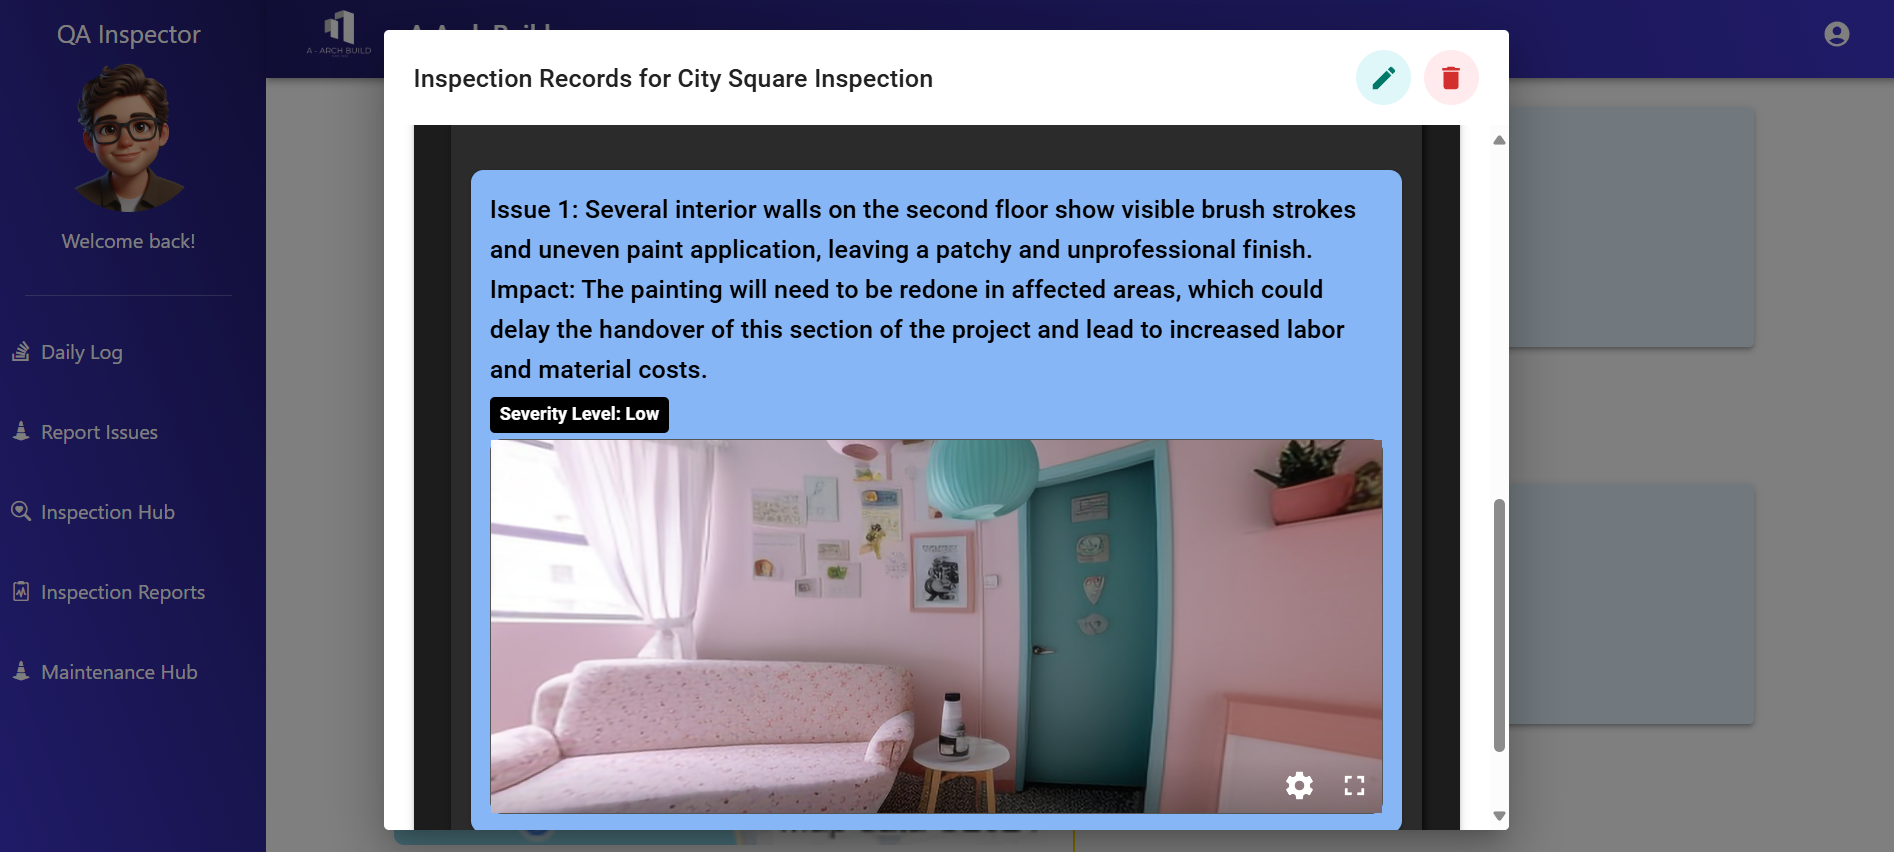 QA Inspector
Welcome back!
Daily Log
Report Issues
Inspection Hub
Inspection Reports
Maintenance Hub
A - ARCH BUILD
Inspection Records for City Square Inspection
Issue 1: Several interior walls on the second floor show visible brush strokes
and uneven paint application, leaving a patchy and unprofessional finish.
Impact: The painting will need to be redone in affected areas, which could
delay the handover of this section of the project and lead to increased labor
and material costs.
Severity Level: Low